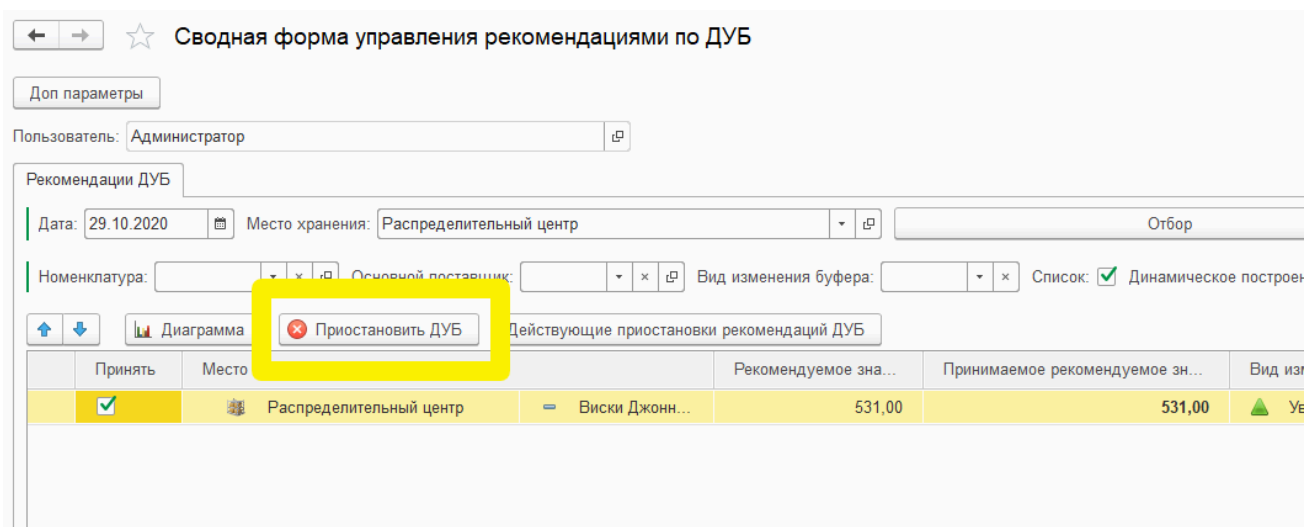 Сводная форма управления рекомендациями по ДУБ
Доп параметры
Пользователь: Администратор
Рекомендации ДУБ
Дата: 29.10.2020 Место хранения: Распределительный центр Отбор
Номенклатура: Основной поставщик: Вид изменения буфера: Список: Динамическое построен
Диаграмма Приостановить ДУБ Действующие приостановки рекомендаций ДУБ
Принять Место Рекомендуемое зна... Принимаемое рекомендуемое зн... Вид изм
Распределительный центр Виски Джонн... 531,00 531,00 Ув